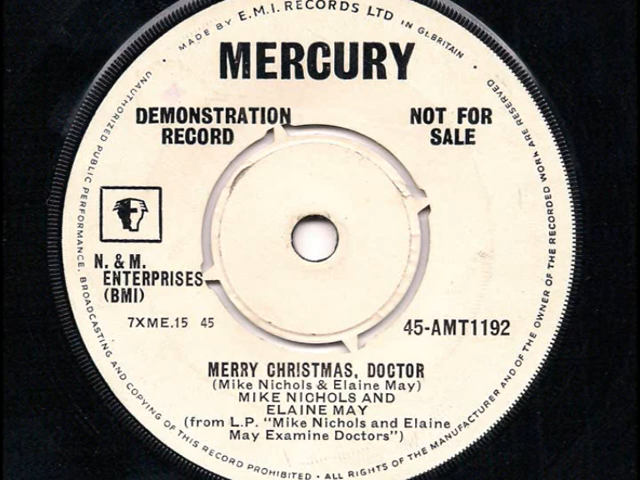 MADE BY E.M.I. RECORDS LTD IN GT. BRITAIN
MERCURY
DEMONSTRATION
RECORD
NOT FOR
SALE
N. & M.
ENTERPRISES
(BMI)
7XME.15 45
45-AMT1192
MERRY CHRISTMAS, DOCTOR
(Mike Nichols & Elaine May)
MIKE NICHOLS AND
ELAINE MAY
(from L.P. "Mike Nichols and Elaine
May Examine Doctors")
ALL RIGHTS OF THE MANUFACTURER AND OF THE OWNER OF THE RECORDED WORK ARE RESERVED
UNAUTHORIZED PUBLIC PERFORMANCE, BROADCASTING AND COPYING OF THIS RECORD PROHIBITED